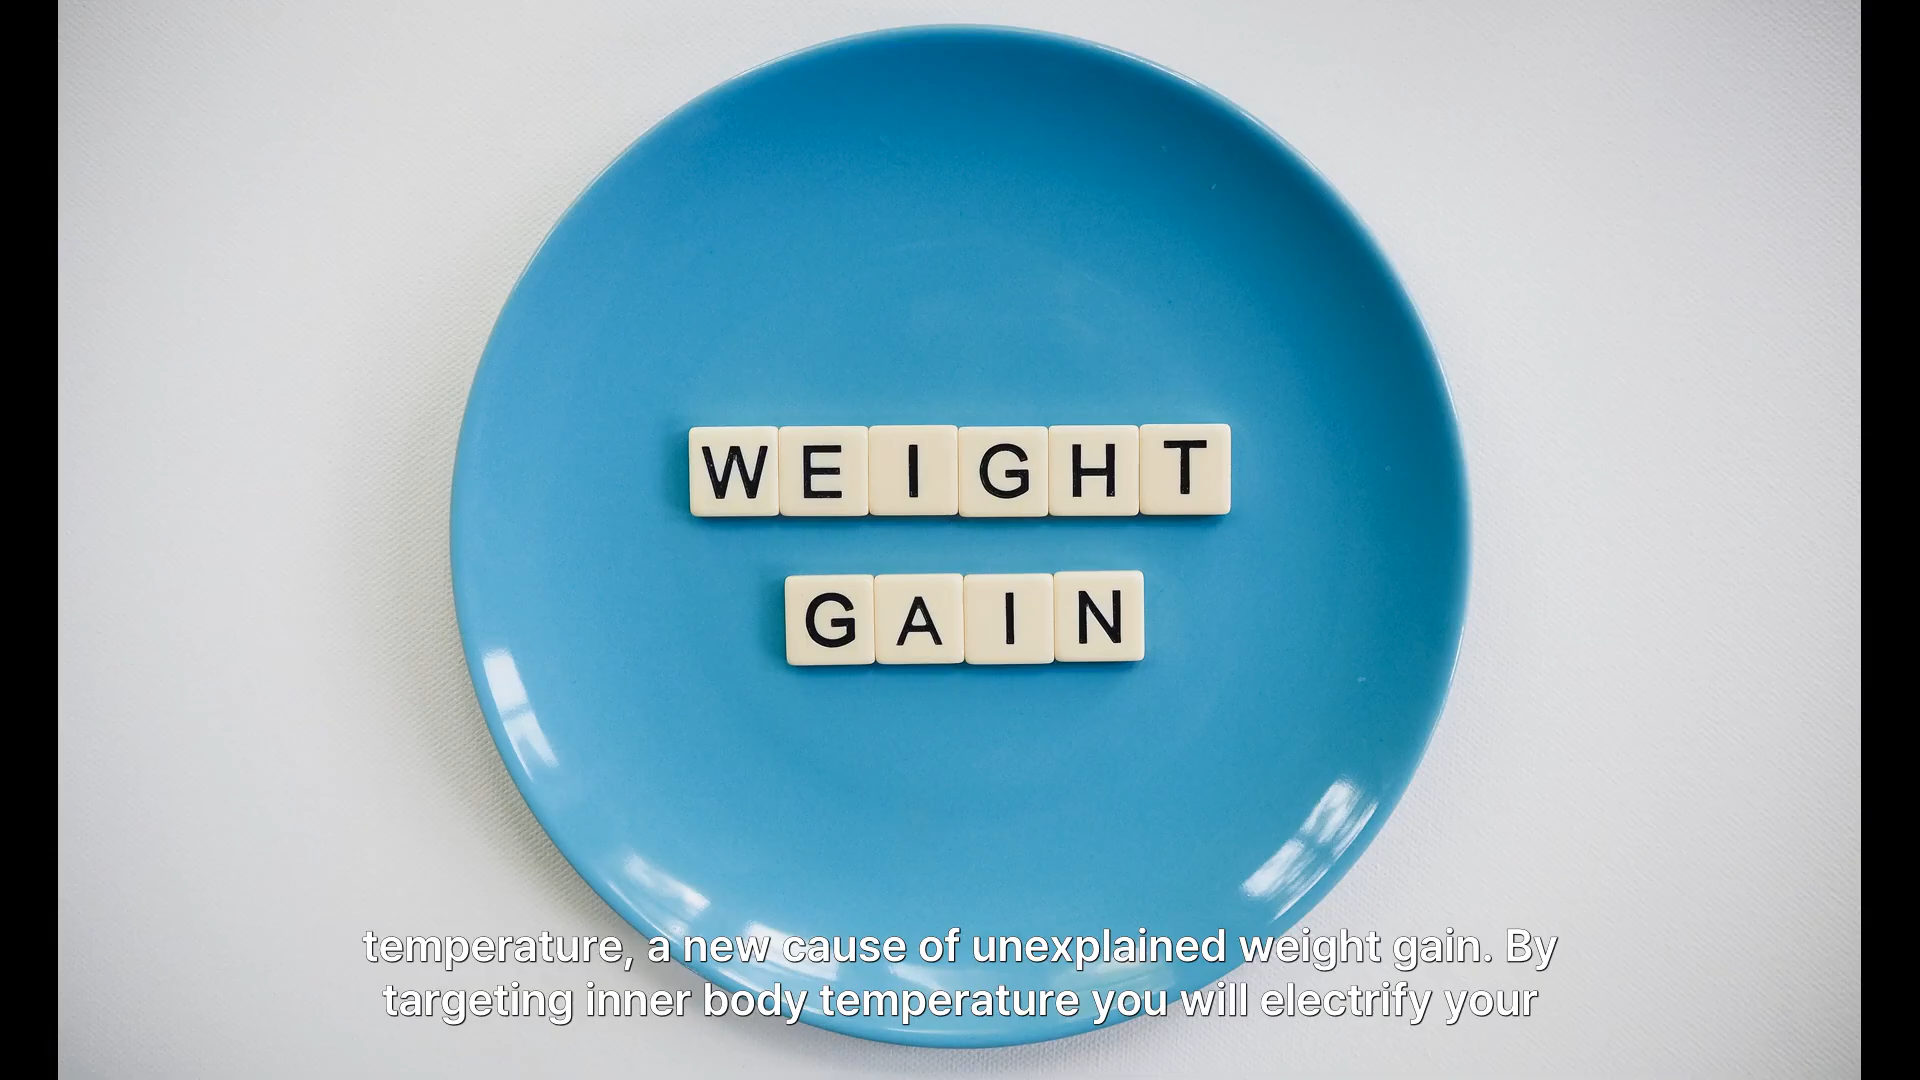 WEIGHT
GAIN
temperature, a new cause of unexplained weight gain. By
targeting inner body temperature you will electrify your